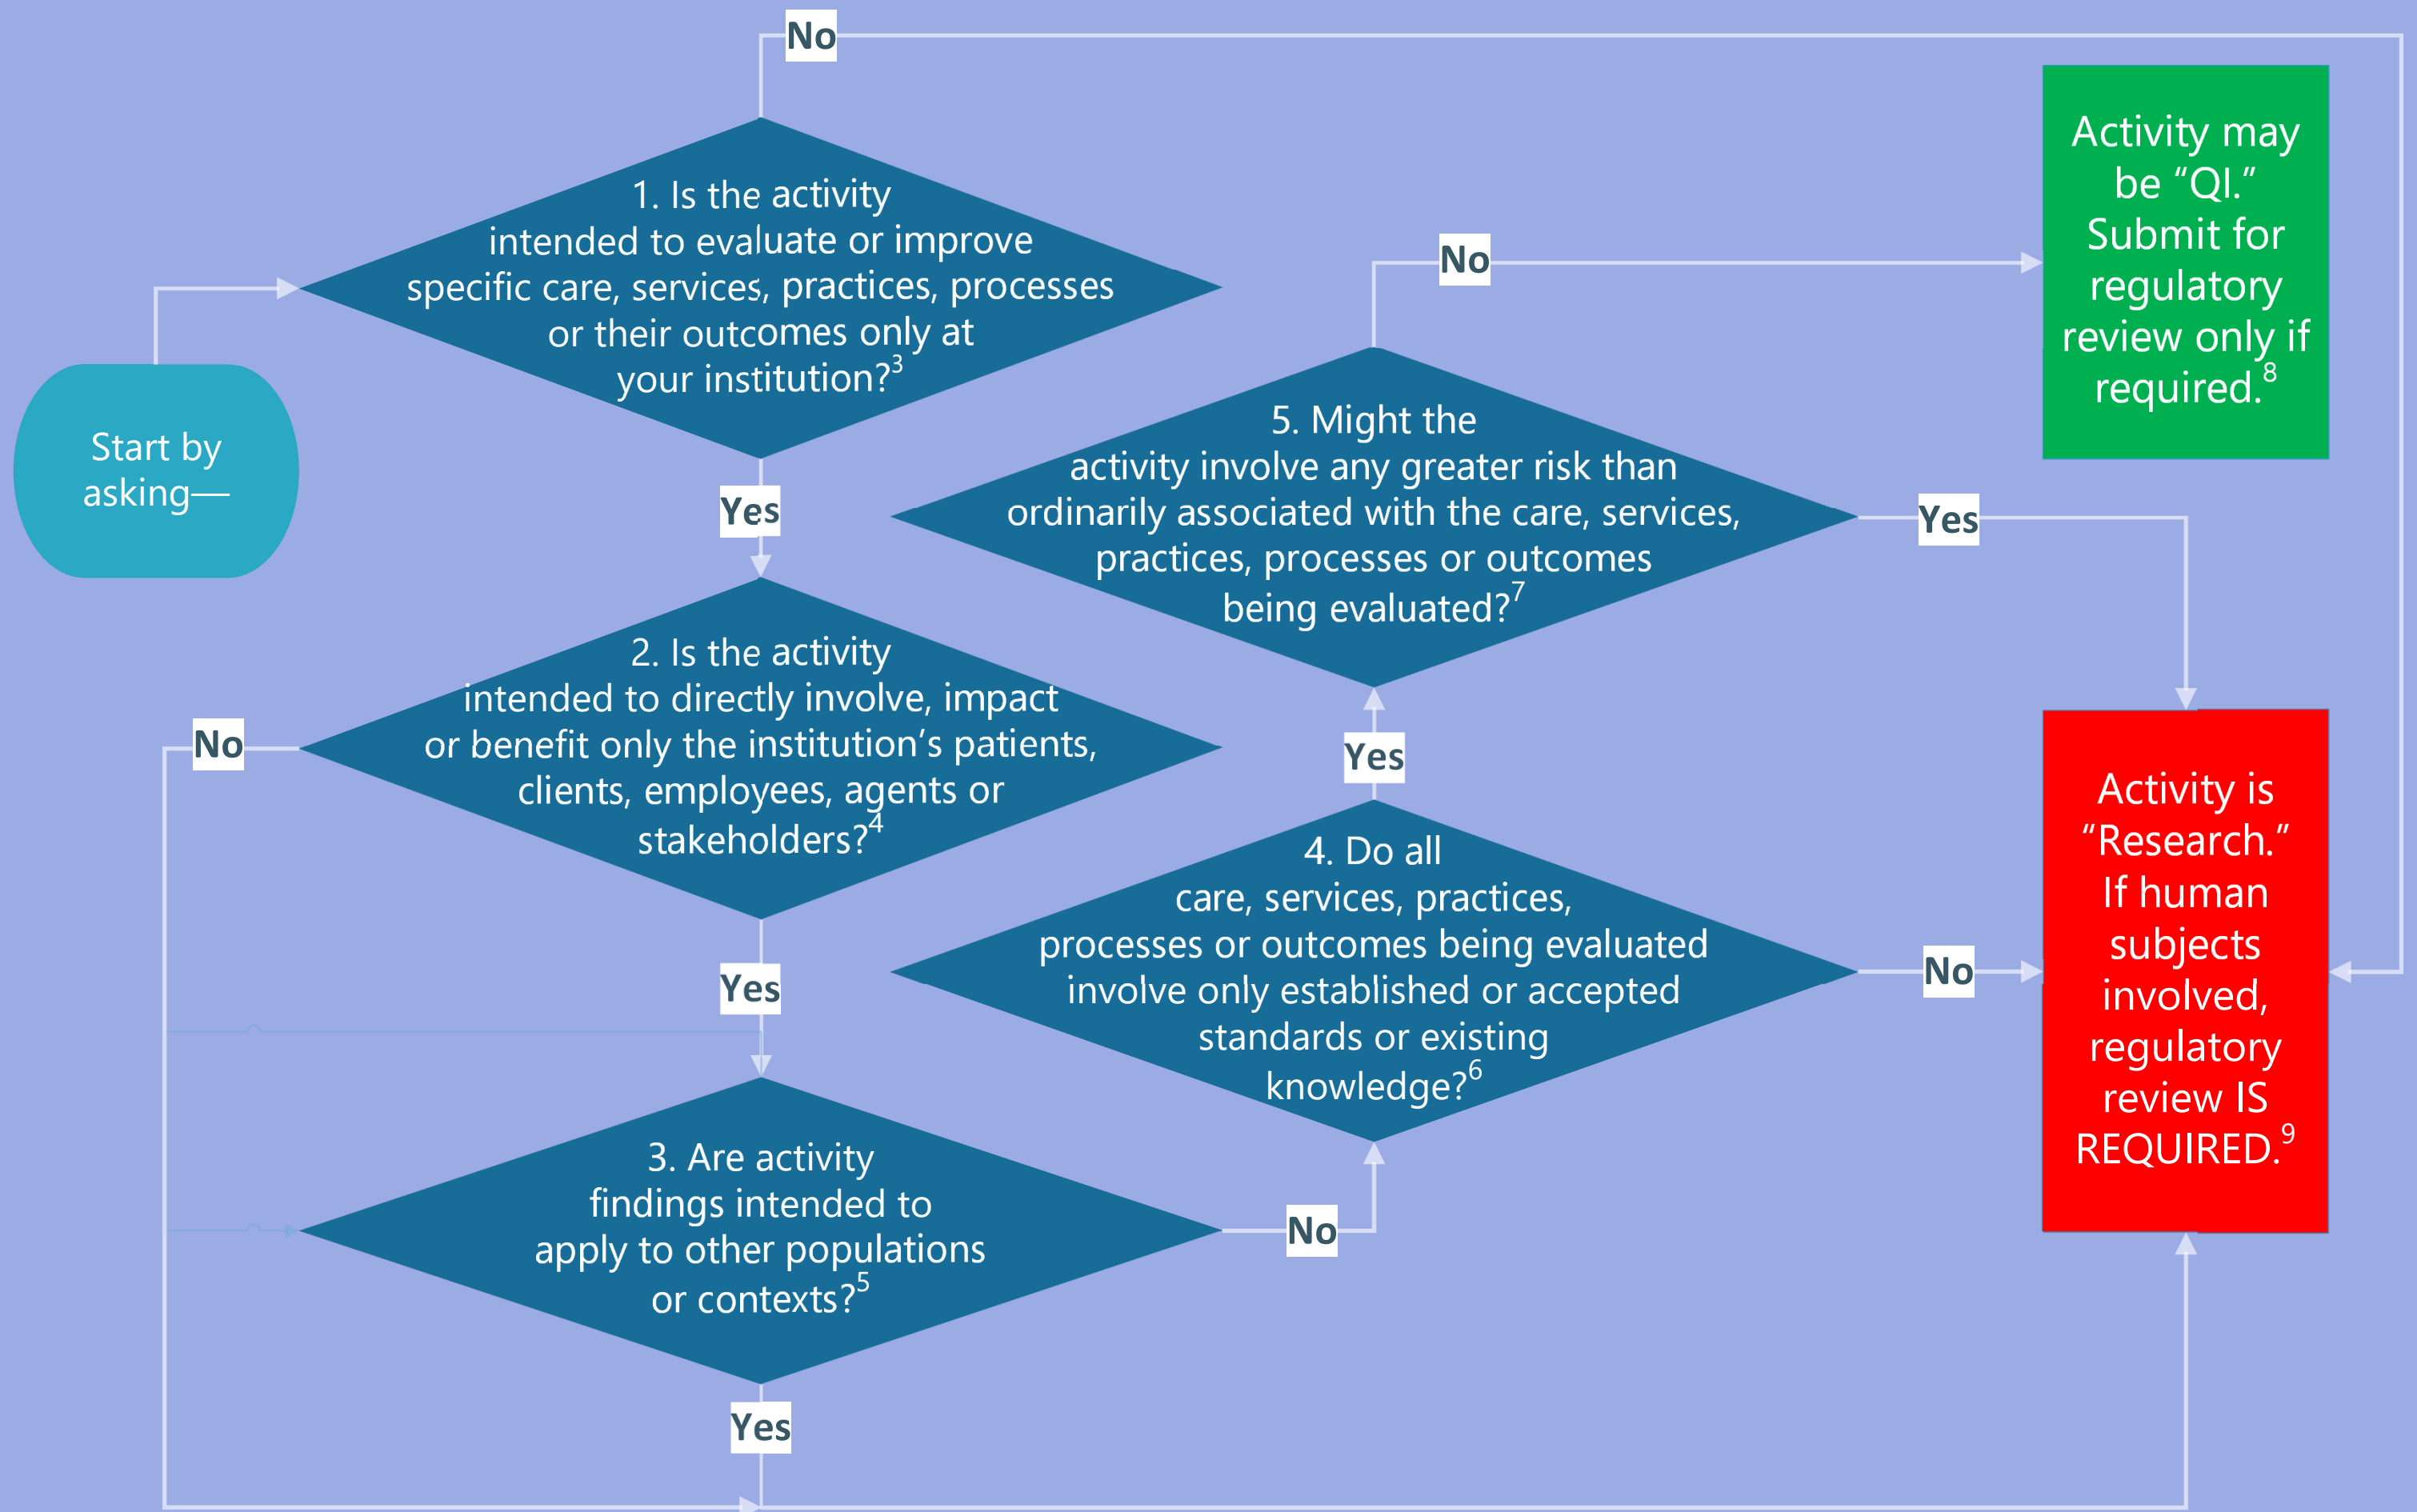 No
Start by
asking—
1. Is the activity
intended to evaluate or improve
specific care, services, practices, processes
or their outcomes only at
your institution?3
Yes
2. Is the activity
intended to directly involve, impact
or benefit only the institution’s patients,
clients, employees, agents or
stakeholders?4
No
Yes
3. Are activity
findings intended to
apply to other populations
or contexts?5
Yes
No
4. Do all
care, services, practices,
processes or outcomes being evaluated
involve only established or accepted
standards or existing
knowledge?6
No
Yes
5. Might the
activity involve any greater risk than
ordinarily associated with the care, services,
practices, processes or outcomes
being evaluated?7
No
Yes
Activity may
be “QI.”
Submit for
regulatory
review only if
required.8
Activity is
“Research.”
If human
subjects
involved,
regulatory
review IS
REQUIRED.9